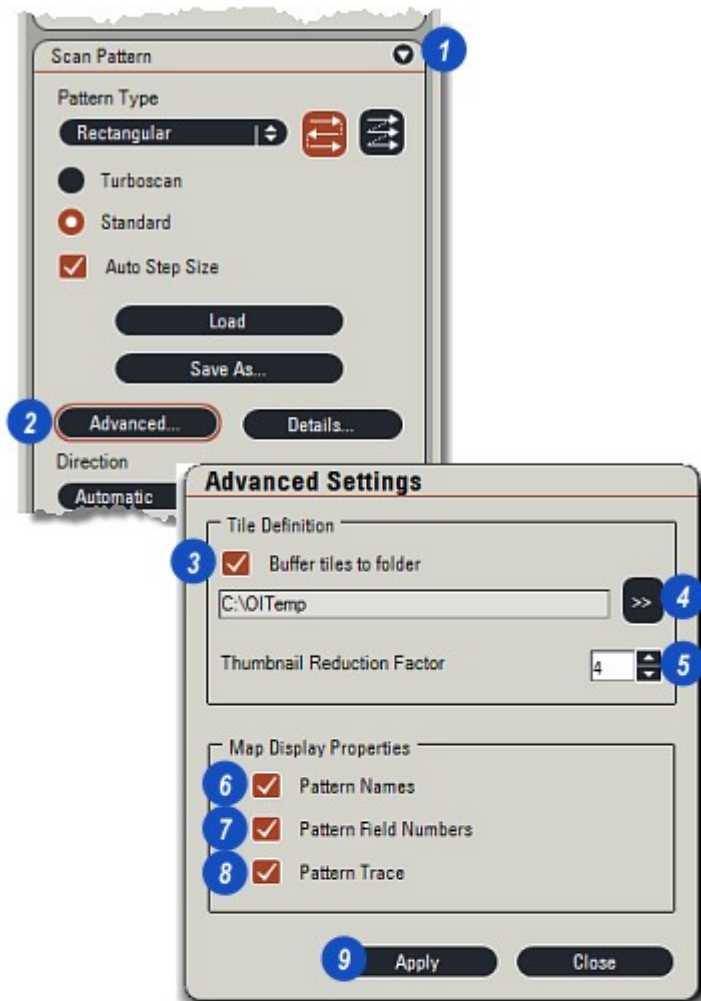 Scan Pattern 1
Pattern Type
Rectangular
Turboscan
Standard
Auto Step Size
Load
Save As...
2 Advanced... Details...
Direction
Automatic
Advanced Settings
Tile Definition
3 Buffer tiles to folder
C:\OITemp >> 4
Thumbnail Reduction Factor 4 5
Map Display Properties
6 Pattern Names
7 Pattern Field Numbers
8 Pattern Trace
9 Apply Close